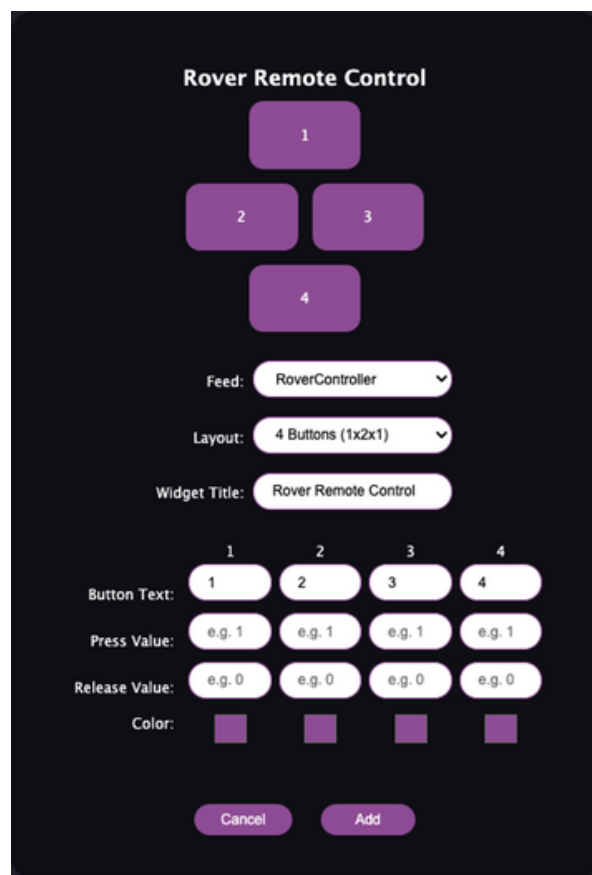 Rover Remote Control
1
2 3
4
Feed: RoverController
Layout: 4 Buttons (1x2x1)
Widget Title: Rover Remote Control
1 2 3 4
Button Text: 1 2 3 4
Press Value: e.g. 1 e.g. 1 e.g. 1 e.g. 1
Release Value: e.g. 0 e.g. 0 e.g. 0 e.g. 0
Color:
Cancel Add